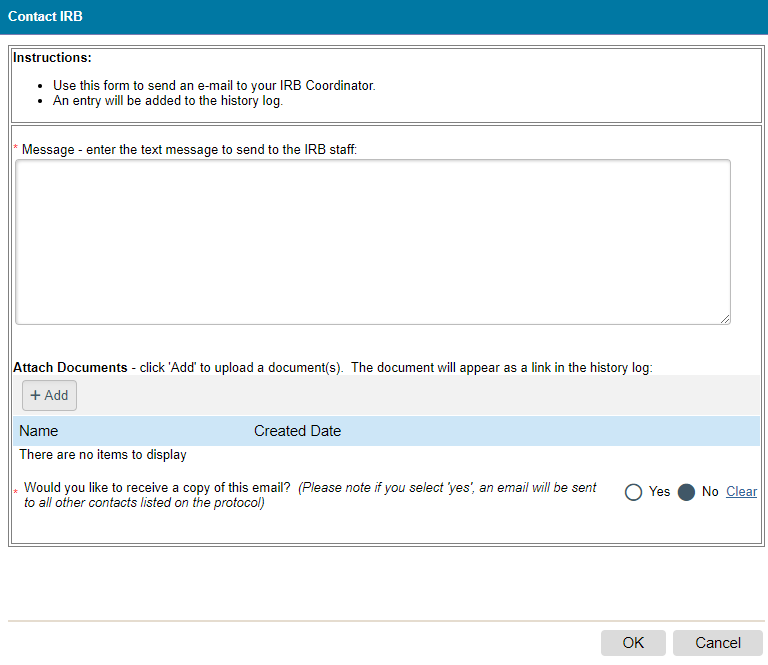 Contact IRB
Instructions:
• Use this form to send an e-mail to your IRB Coordinator.
• An entry will be added to the history log.
* Message - enter the text message to send to the IRB staff:
Attach Documents - click 'Add' to upload a document(s). The document will appear as a link in the history log:
+ Add
Name Created Date
There are no items to display
* Would you like to receive a copy of this email? (Please note if you select 'yes', an email will be sent
to all other contacts listed on the protocol)
Yes No Clear
OK Cancel